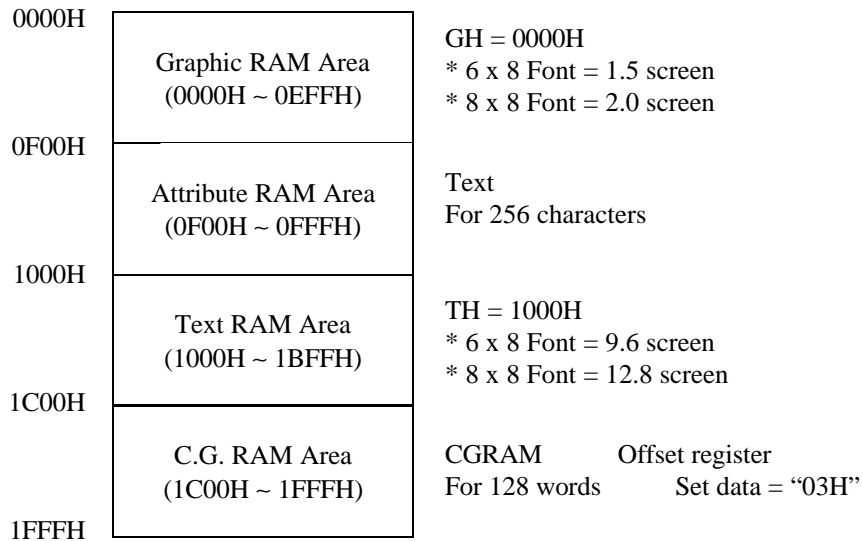 0000H
Graphic RAM Area
(0000H ~ 0EFFH)
GH = 0000H
* 6 x 8 Font = 1.5 screen
* 8 x 8 Font = 2.0 screen
0F00H
Attribute RAM Area
(0F00H ~ 0FFFH)
Text
For 256 characters
1000H
Text RAM Area
(1000H ~ 1BFFH)
TH = 1000H
* 6 x 8 Font = 9.6 screen
* 8 x 8 Font = 12.8 screen
1C00H
C.G. RAM Area
(1C00H ~ 1FFFH)
CGRAM Offset register
For 128 words Set data = “03H”
1FFFH